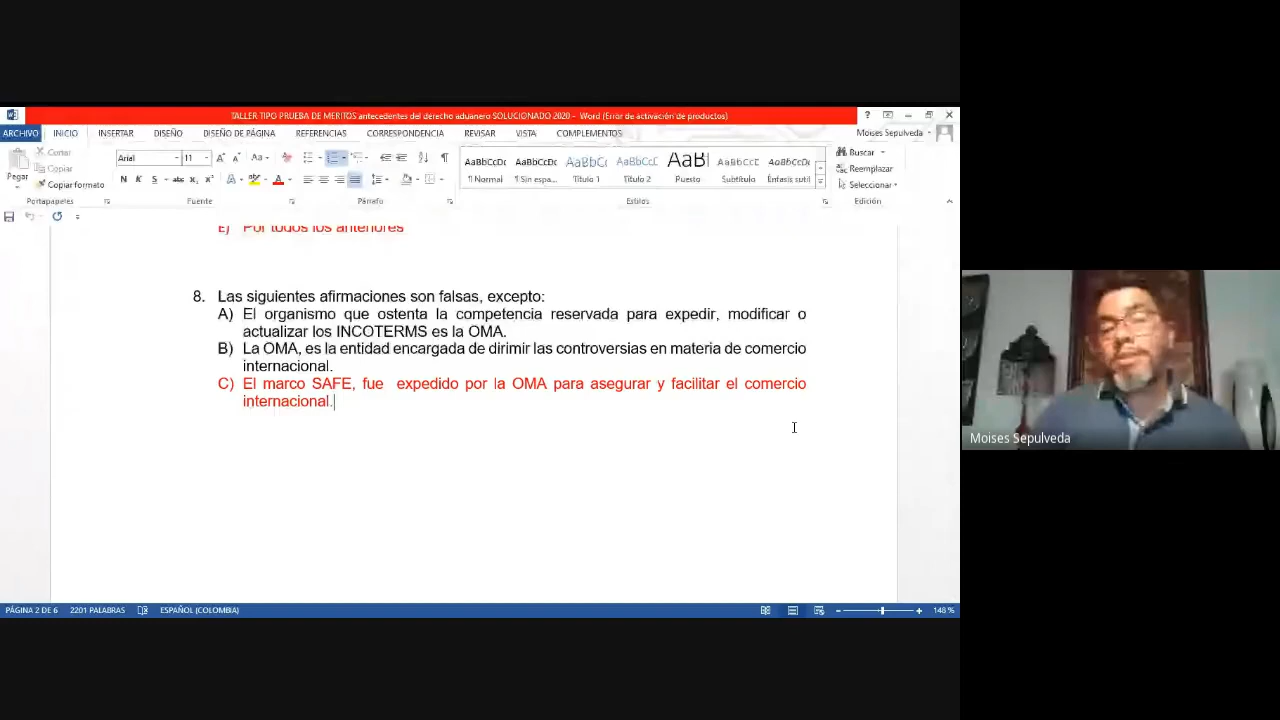 TALLER TIPO PRUEBA DE MERITOS antecedentes del derecho aduanero SOLUCIONADO 2020 - Word (Error de activación de productos)
ARCHIVO INICIO INSERTAR DISEÑO DISEÑO DE PÁGINA REFERENCIAS CORRESPONDENCIA REVISAR VISTA COMPLEMENTOS Moises Sepulveda
Pegar Cortar Copiar Copiar formato
Arial 11
AaBbCcDc AaBbCcDc AaBbCc AaBbCc AaBl AaBbCcC AaBbCcDc
¶ Normal ¶ Sin espa... Título 1 Título 2 Puesto Subtítulo Énfasis sutil
Buscar
Reemplazar
Seleccionar
Portapapeles Fuente Párrafo Estilos Edición
E) Por todos los anteriores
8. Las siguientes afirmaciones son falsas, excepto:
A) El organismo que ostenta la competencia reservada para expedir, modificar o
actualizar los INCOTERMS es la OMA.
B) La OMA, es la entidad encargada de dirimir las controversias en materia de comercio
internacional.
C) El marco SAFE, fue expedido por la OMA para asegurar y facilitar el comercio
internacional.
Moises Sepulveda
PÁGINA 2 DE 6 2201 PALABRAS ESPAÑOL (COLOMBIA) 148 %